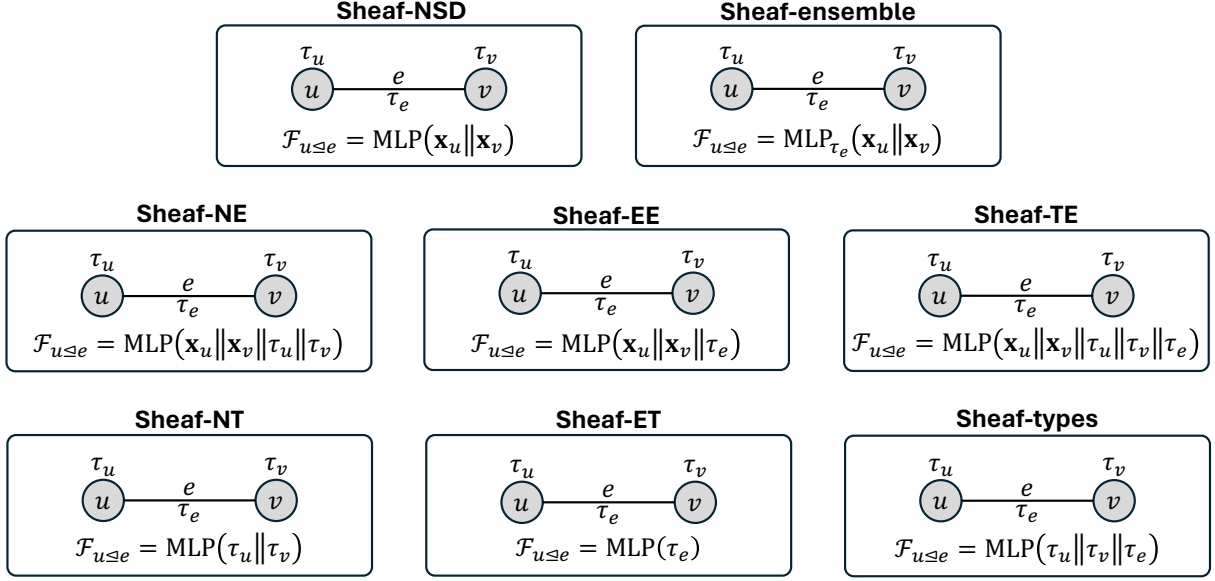 Sheaf-NSD
τ_u τ_v
u e v
τ_e
ℱ_{u⊴e} = MLP(𝐱_u‖𝐱_v)
Sheaf-ensemble
τ_u τ_v
u e v
τ_e
ℱ_{u⊴e} = MLP_{τ_e}(𝐱_u‖𝐱_v)
Sheaf-NE
τ_u τ_v
u e v
τ_e
ℱ_{u⊴e} = MLP(𝐱_u‖𝐱_v‖τ_u‖τ_v)
Sheaf-EE
τ_u τ_v
u e v
τ_e
ℱ_{u⊴e} = MLP(𝐱_u‖𝐱_v‖τ_e)
Sheaf-TE
τ_u τ_v
u e v
τ_e
ℱ_{u⊴e} = MLP(𝐱_u‖𝐱_v‖τ_u‖τ_v‖τ_e)
Sheaf-NT
τ_u τ_v
u e v
τ_e
ℱ_{u⊴e} = MLP(τ_u‖τ_v)
Sheaf-ET
τ_u τ_v
u e v
τ_e
ℱ_{u⊴e} = MLP(τ_e)
Sheaf-types
τ_u τ_v
u e v
τ_e
ℱ_{u⊴e} = MLP(τ_u‖τ_v‖τ_e)